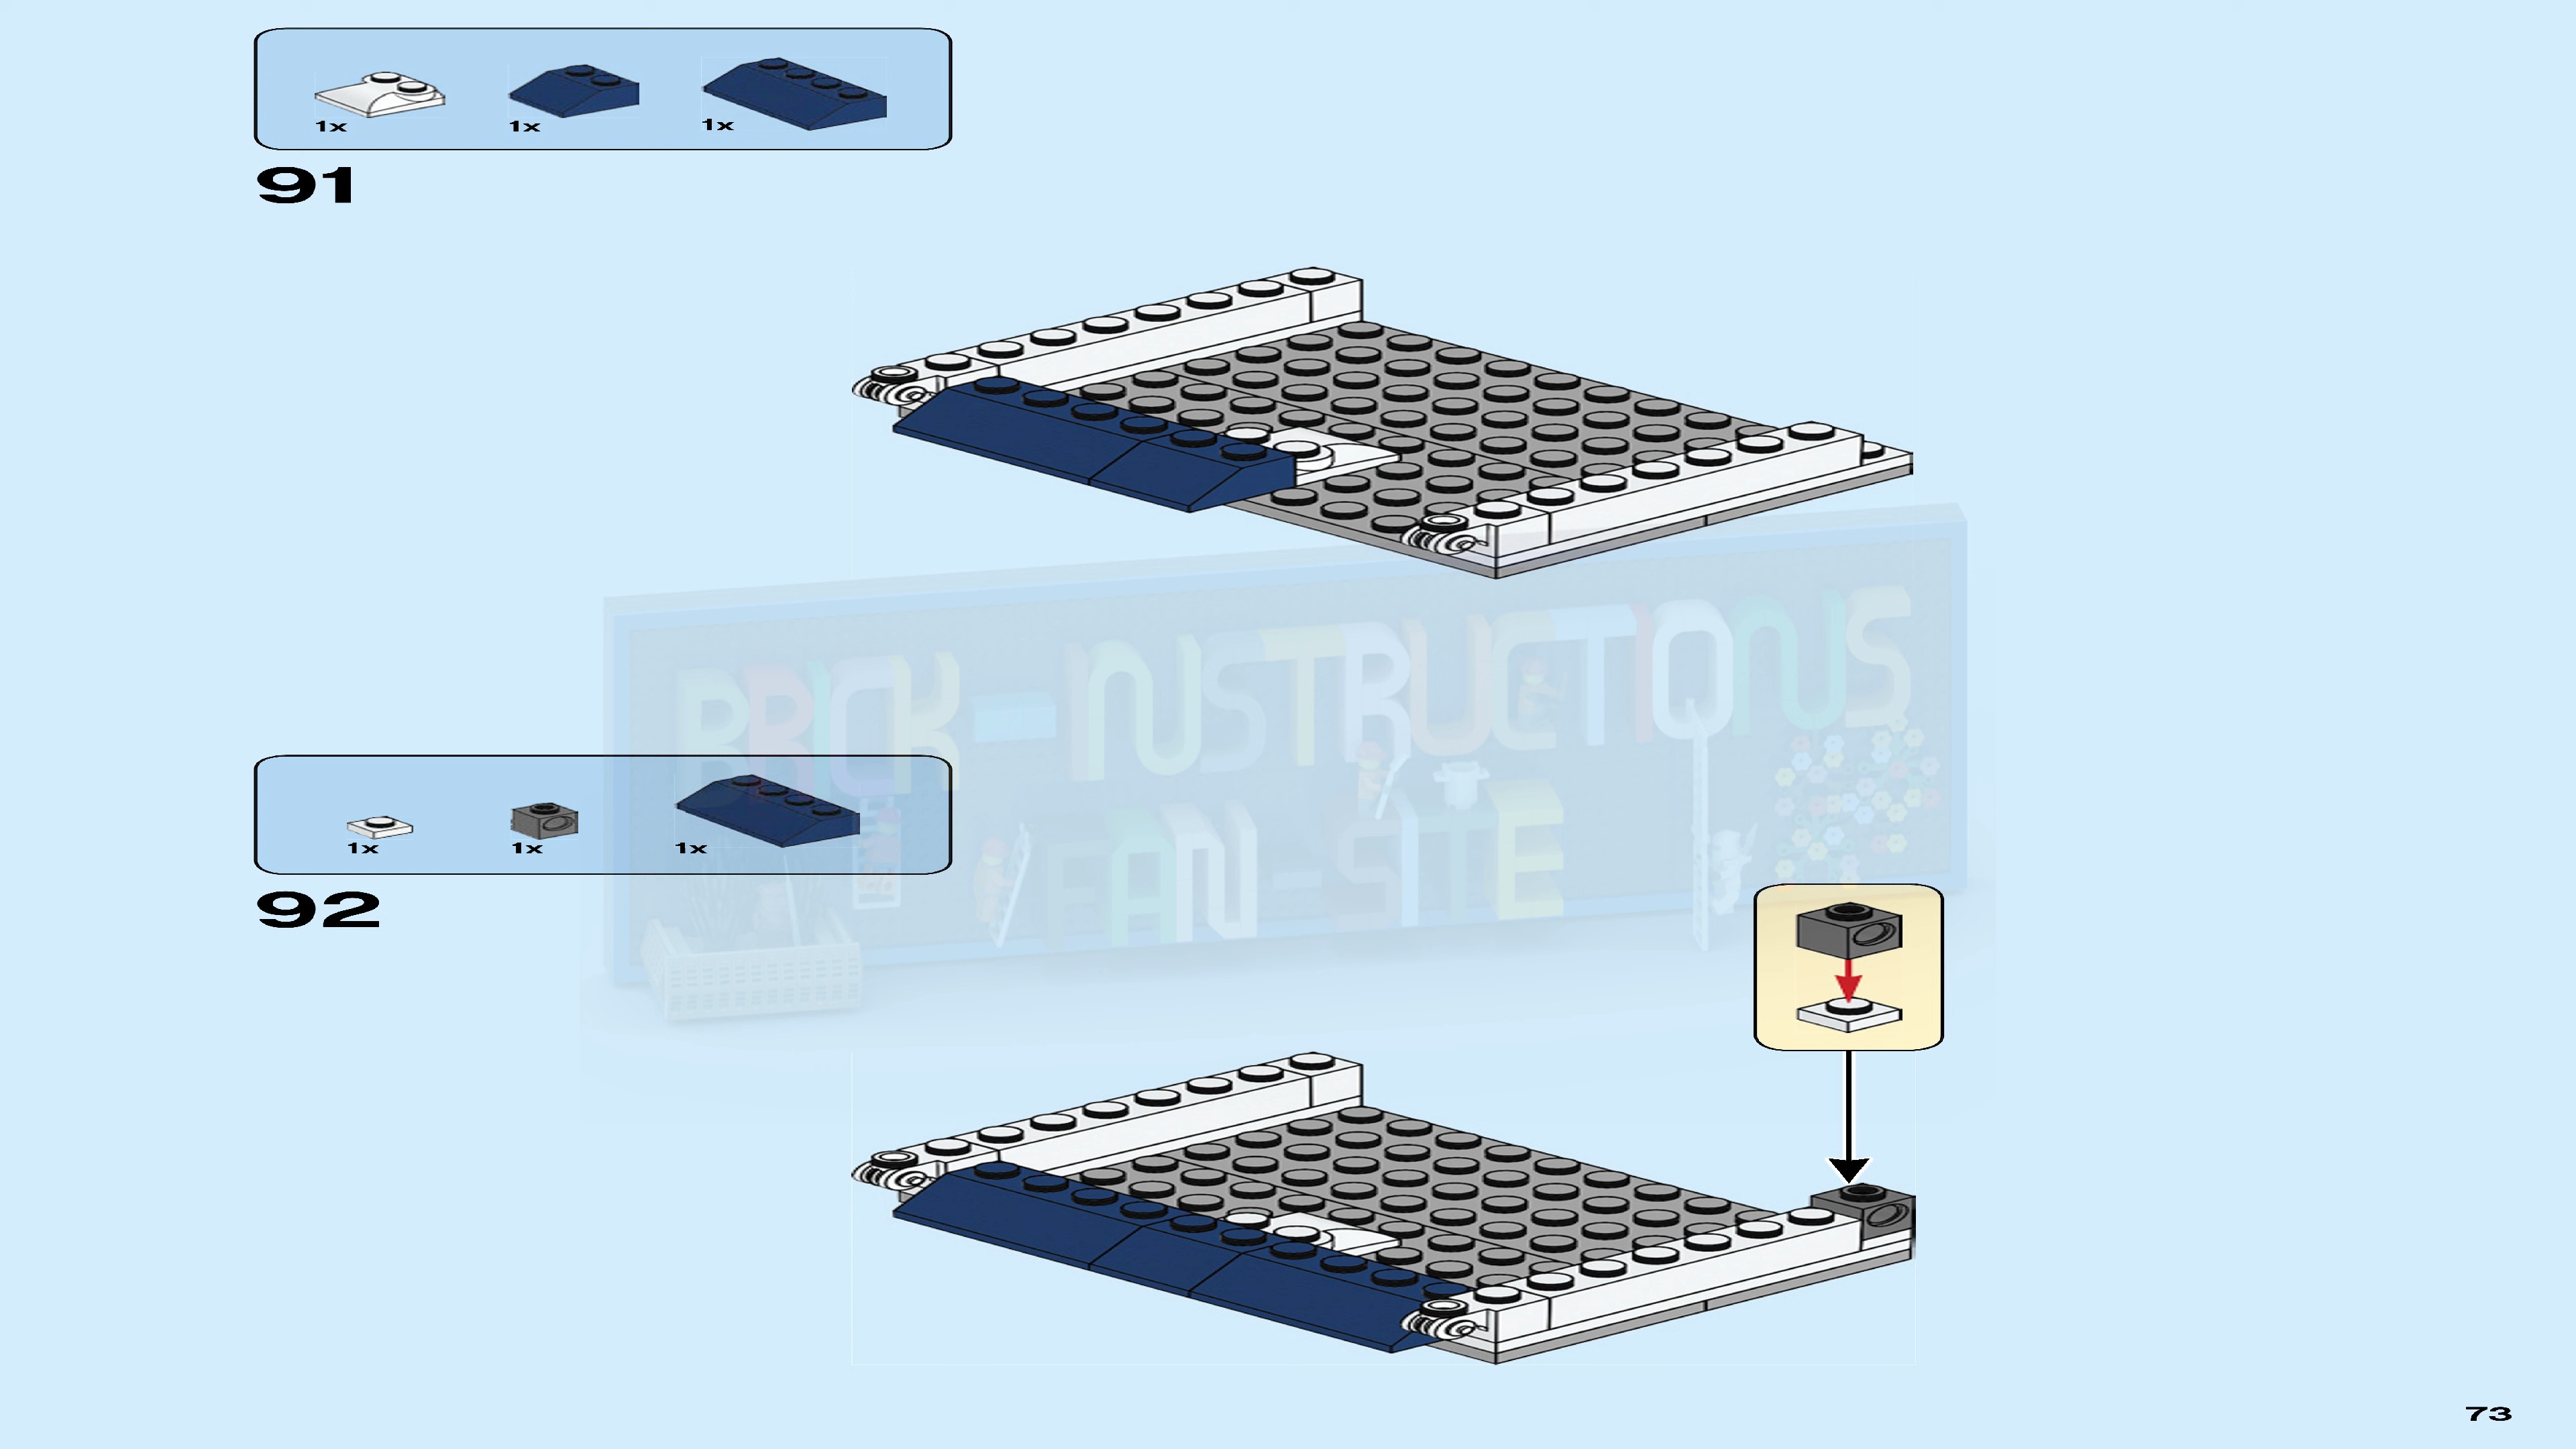 1x 1x 1x
91
BRICK-INSTRUCTIONS
FAN-SITE
1x 1x 1x
92
73